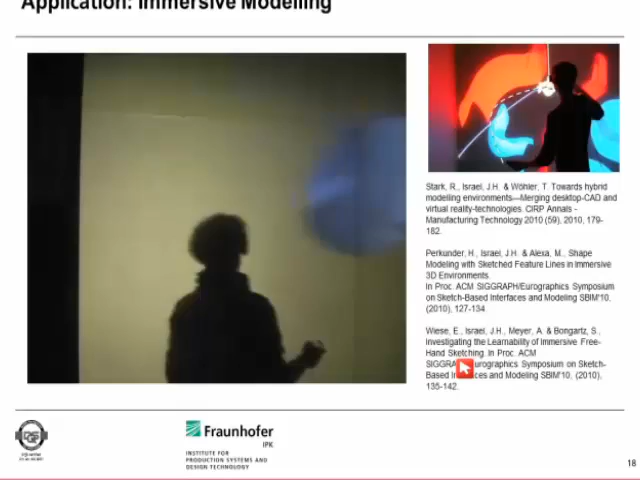 Application: Immersive Modelling
Stark, R., Israel, J.H. & Wöhler, T. Towards hybrid
modelling environments—Merging desktop-CAD and
virtual reality-technologies. CIRP Annals -
Manufacturing Technology 2010 (59), 2010, 179-
182.
Perkunder, H., Israel, J.H. & Alexa, M., Shape
Modeling with Sketched Feature Lines in Immersive
3D Environments.
In Proc. ACM SIGGRAPH/Eurographics Symposium
on Sketch-Based Interfaces and Modeling SBIM'10.
(2010), 127-134.
Wiese, E., Israel, J.H., Meyer, A. & Bongartz, S.,
Investigating the Learnability of Immersive Free-
Hand Sketching. In Proc. ACM
Symposium on Sketch-
Based and Modeling SBIM'10. (2010),
135-142.
Fraunhofer
IPK
INSTITUTE FOR
PRODUCTION SYSTEMS AND
DESIGN TECHNOLOGY
18